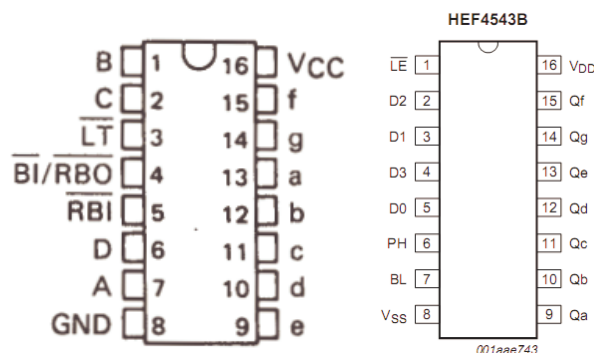 B 1 16 VCC
C 2 15 f
LT 3 14 g
BI/RBO 4 13 a
RBI 5 12 b
D 6 11 c
A 7 10 d
GND 8 9 e
HEF4543B
LE 1 16 VDD
D2 2 15 Qf
D1 3 14 Qg
D3 4 13 Qe
D0 5 12 Qd
PH 6 11 Qc
BL 7 10 Qb
VSS 8 9 Qa
001aae743